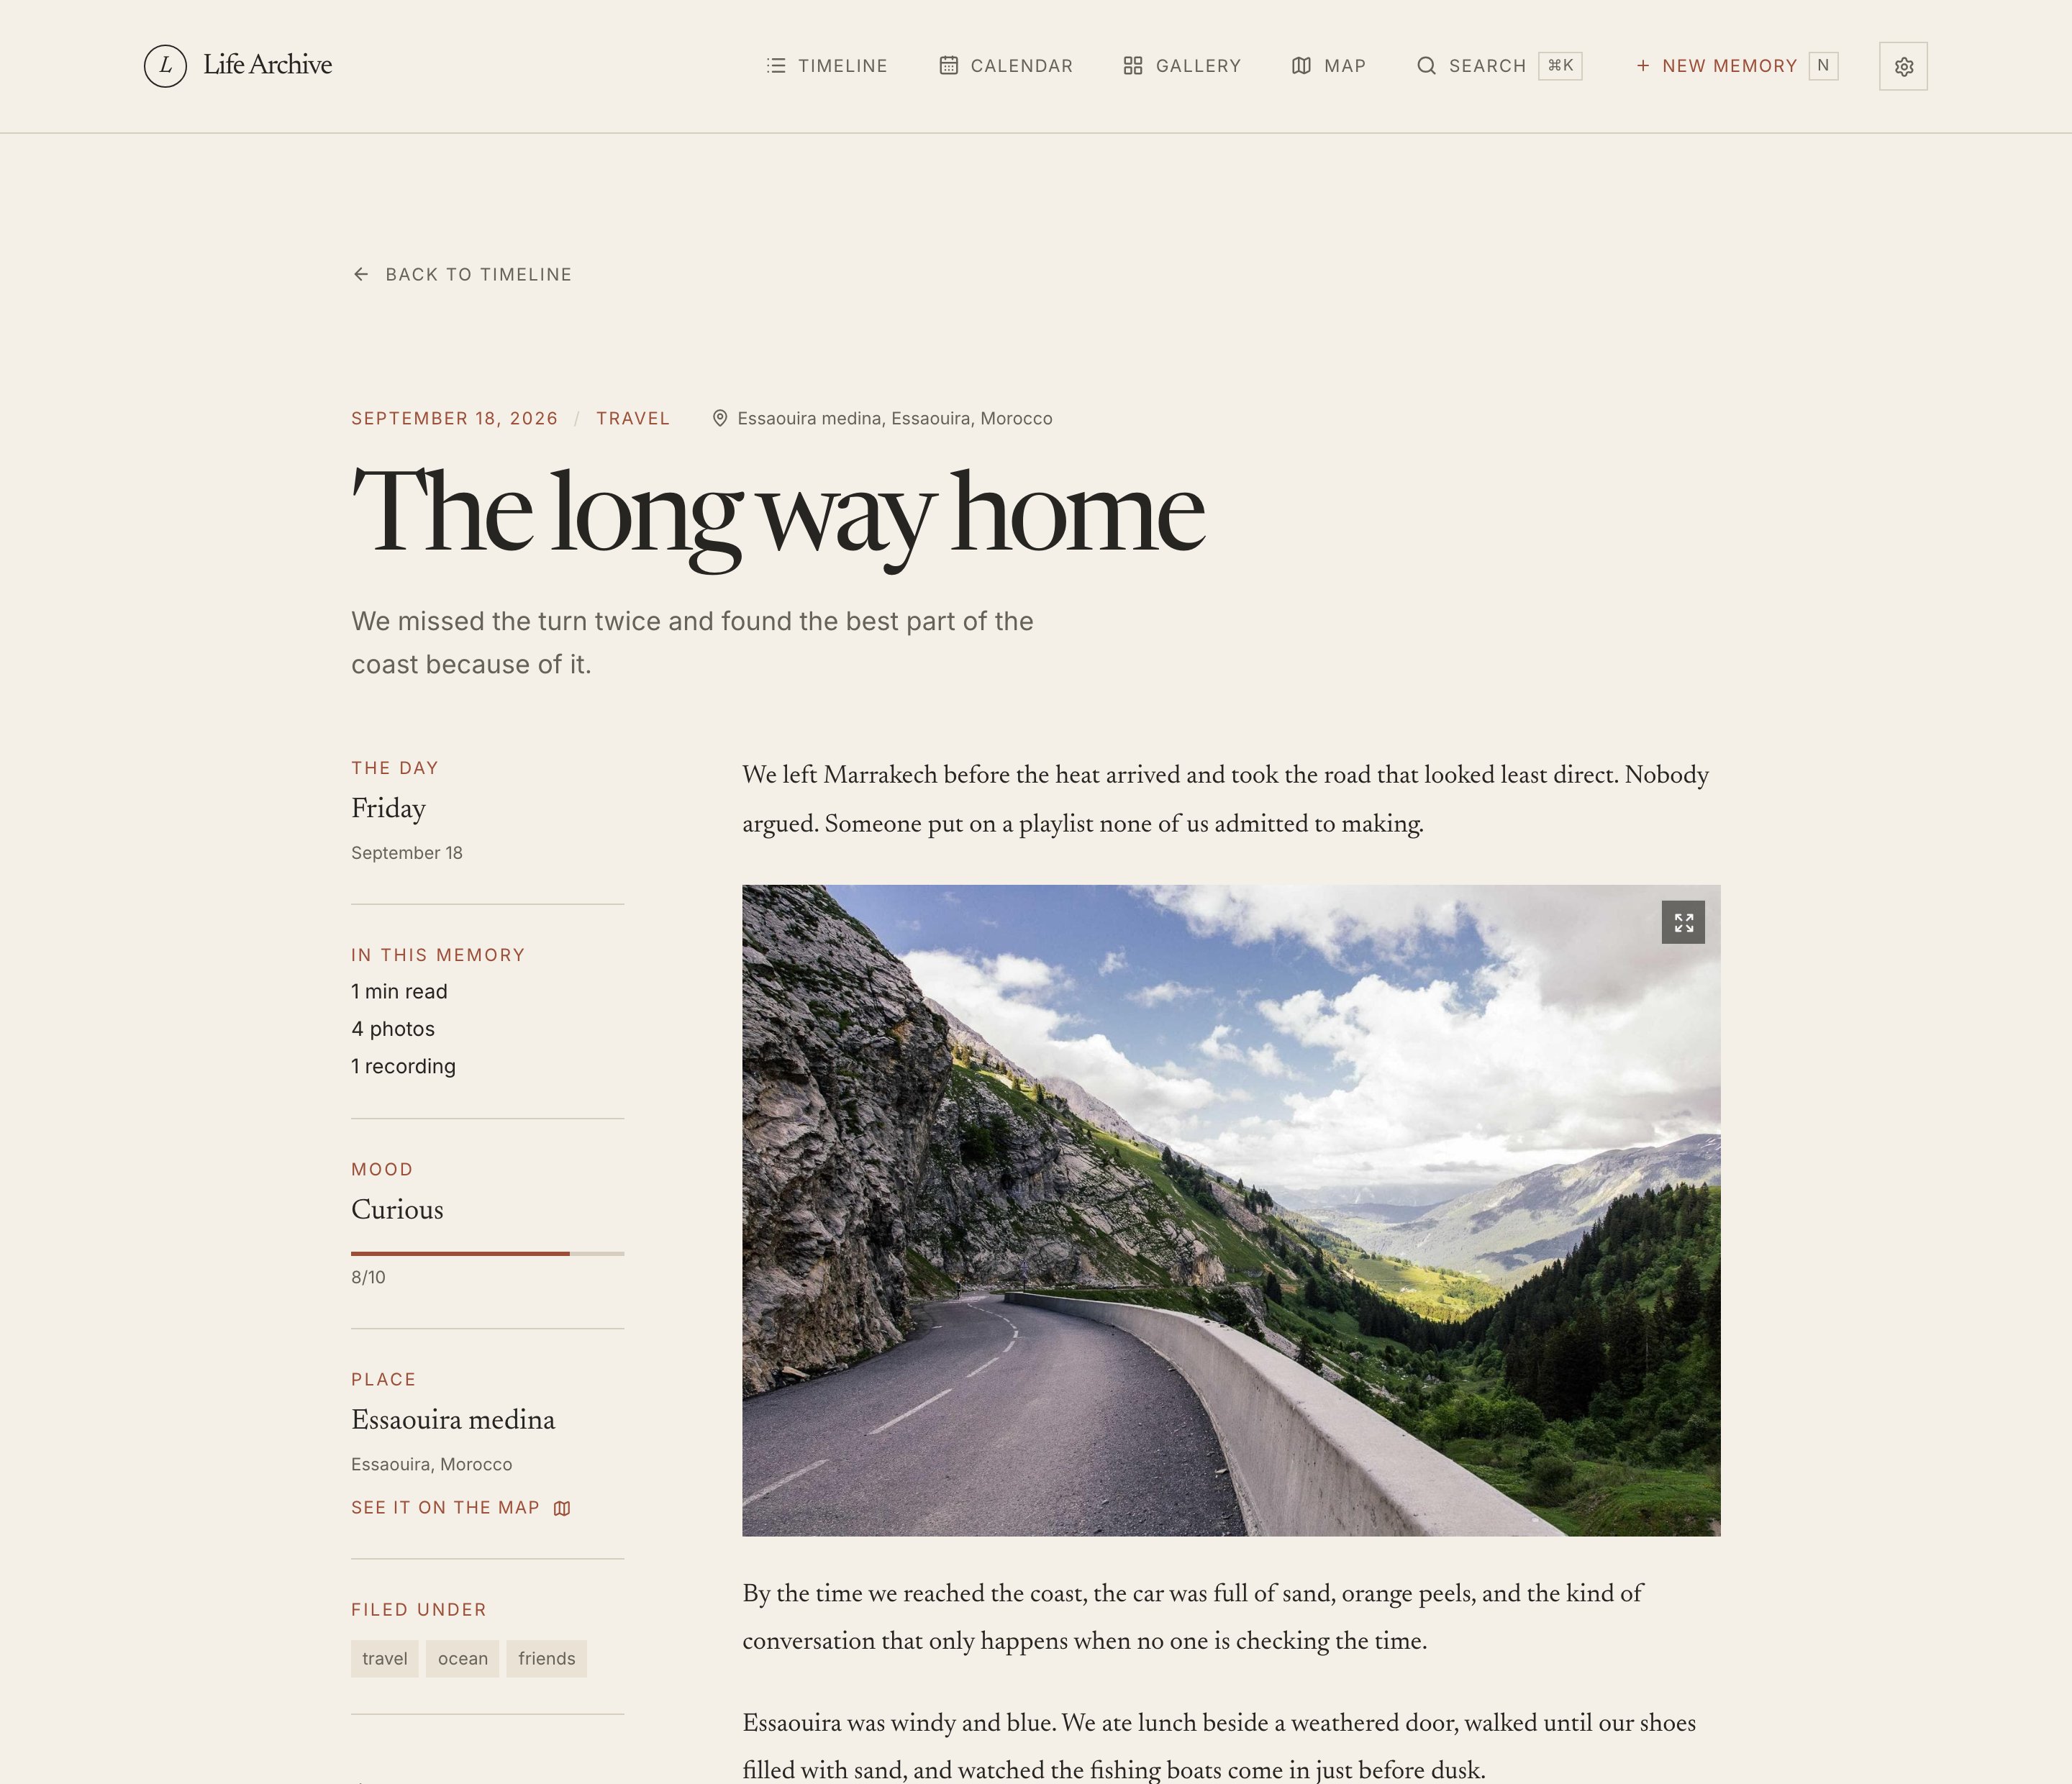 L Life Archive TIMELINE CALENDAR GALLERY MAP SEARCH ⌘K + NEW MEMORY N
← BACK TO TIMELINE
SEPTEMBER 18, 2026 / TRAVEL Essaouira medina, Essaouira, Morocco
The long way home
We missed the turn twice and found the best part of the
coast because of it.
THE DAY
Friday
September 18
IN THIS MEMORY
1 min read
4 photos
1 recording
MOOD
Curious
8/10
PLACE
Essaouira medina
Essaouira, Morocco
SEE IT ON THE MAP
FILED UNDER
travel ocean friends
We left Marrakech before the heat arrived and took the road that looked least direct. Nobody
argued. Someone put on a playlist none of us admitted to making.
By the time we reached the coast, the car was full of sand, orange peels, and the kind of
conversation that only happens when no one is checking the time.
Essaouira was windy and blue. We ate lunch beside a weathered door, walked until our shoes
filled with sand, and watched the fishing boats come in just before dusk.